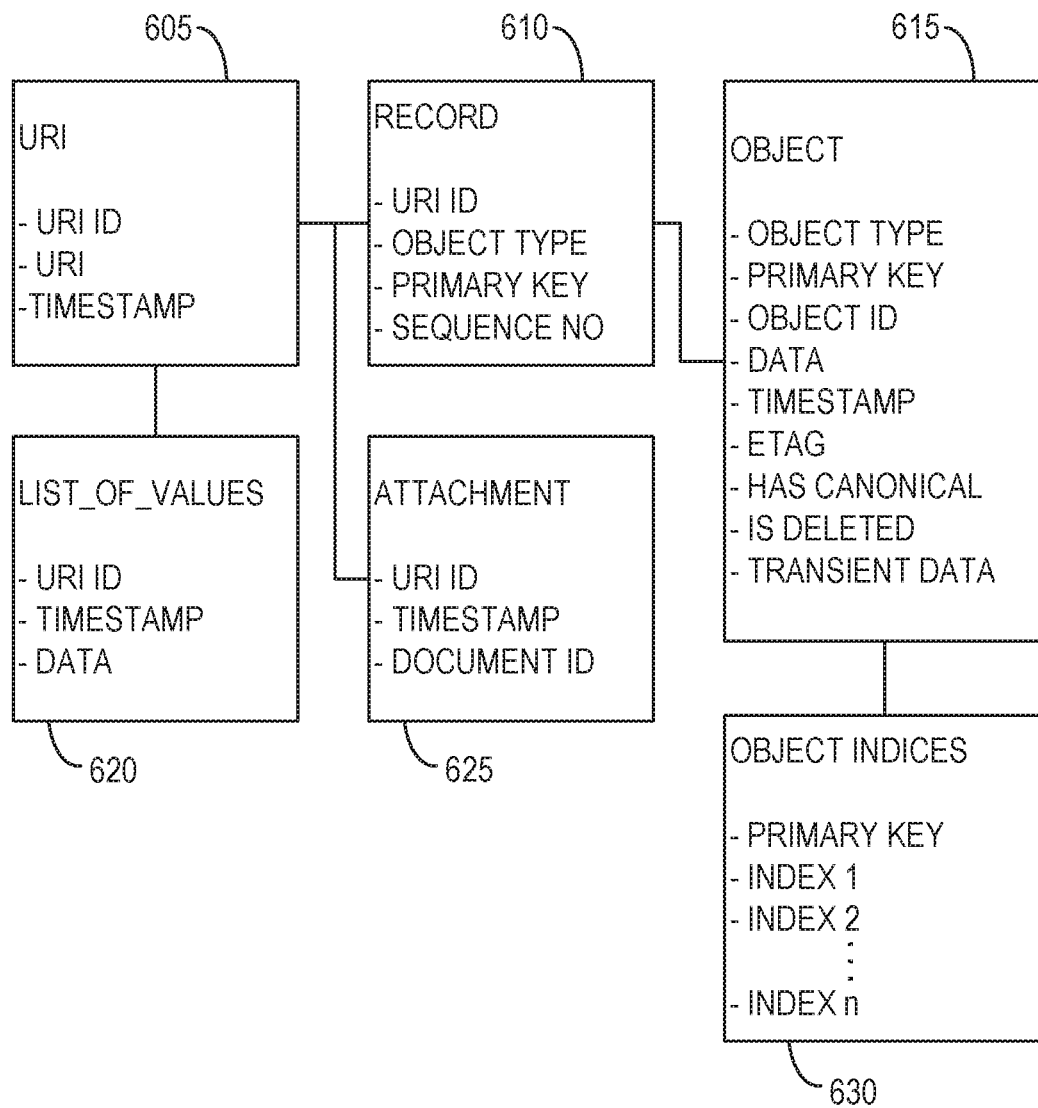 605
610
615
URI
- URI ID
- URI
-TIMESTAMP
RECORD
- URI ID
- OBJECT TYPE
- PRIMARY KEY
- SEQUENCE NO
OBJECT
- OBJECT TYPE
- PRIMARY KEY
- OBJECT ID
- DATA
- TIMESTAMP
- ETAG
- HAS CANONICAL
- IS DELETED
- TRANSIENT DATA
LIST_OF_VALUES
- URI ID
- TIMESTAMP
- DATA
ATTACHMENT
- URI ID
- TIMESTAMP
- DOCUMENT ID
620
625
OBJECT INDICES
- PRIMARY KEY
- INDEX 1
- INDEX 2
- INDEX n
630